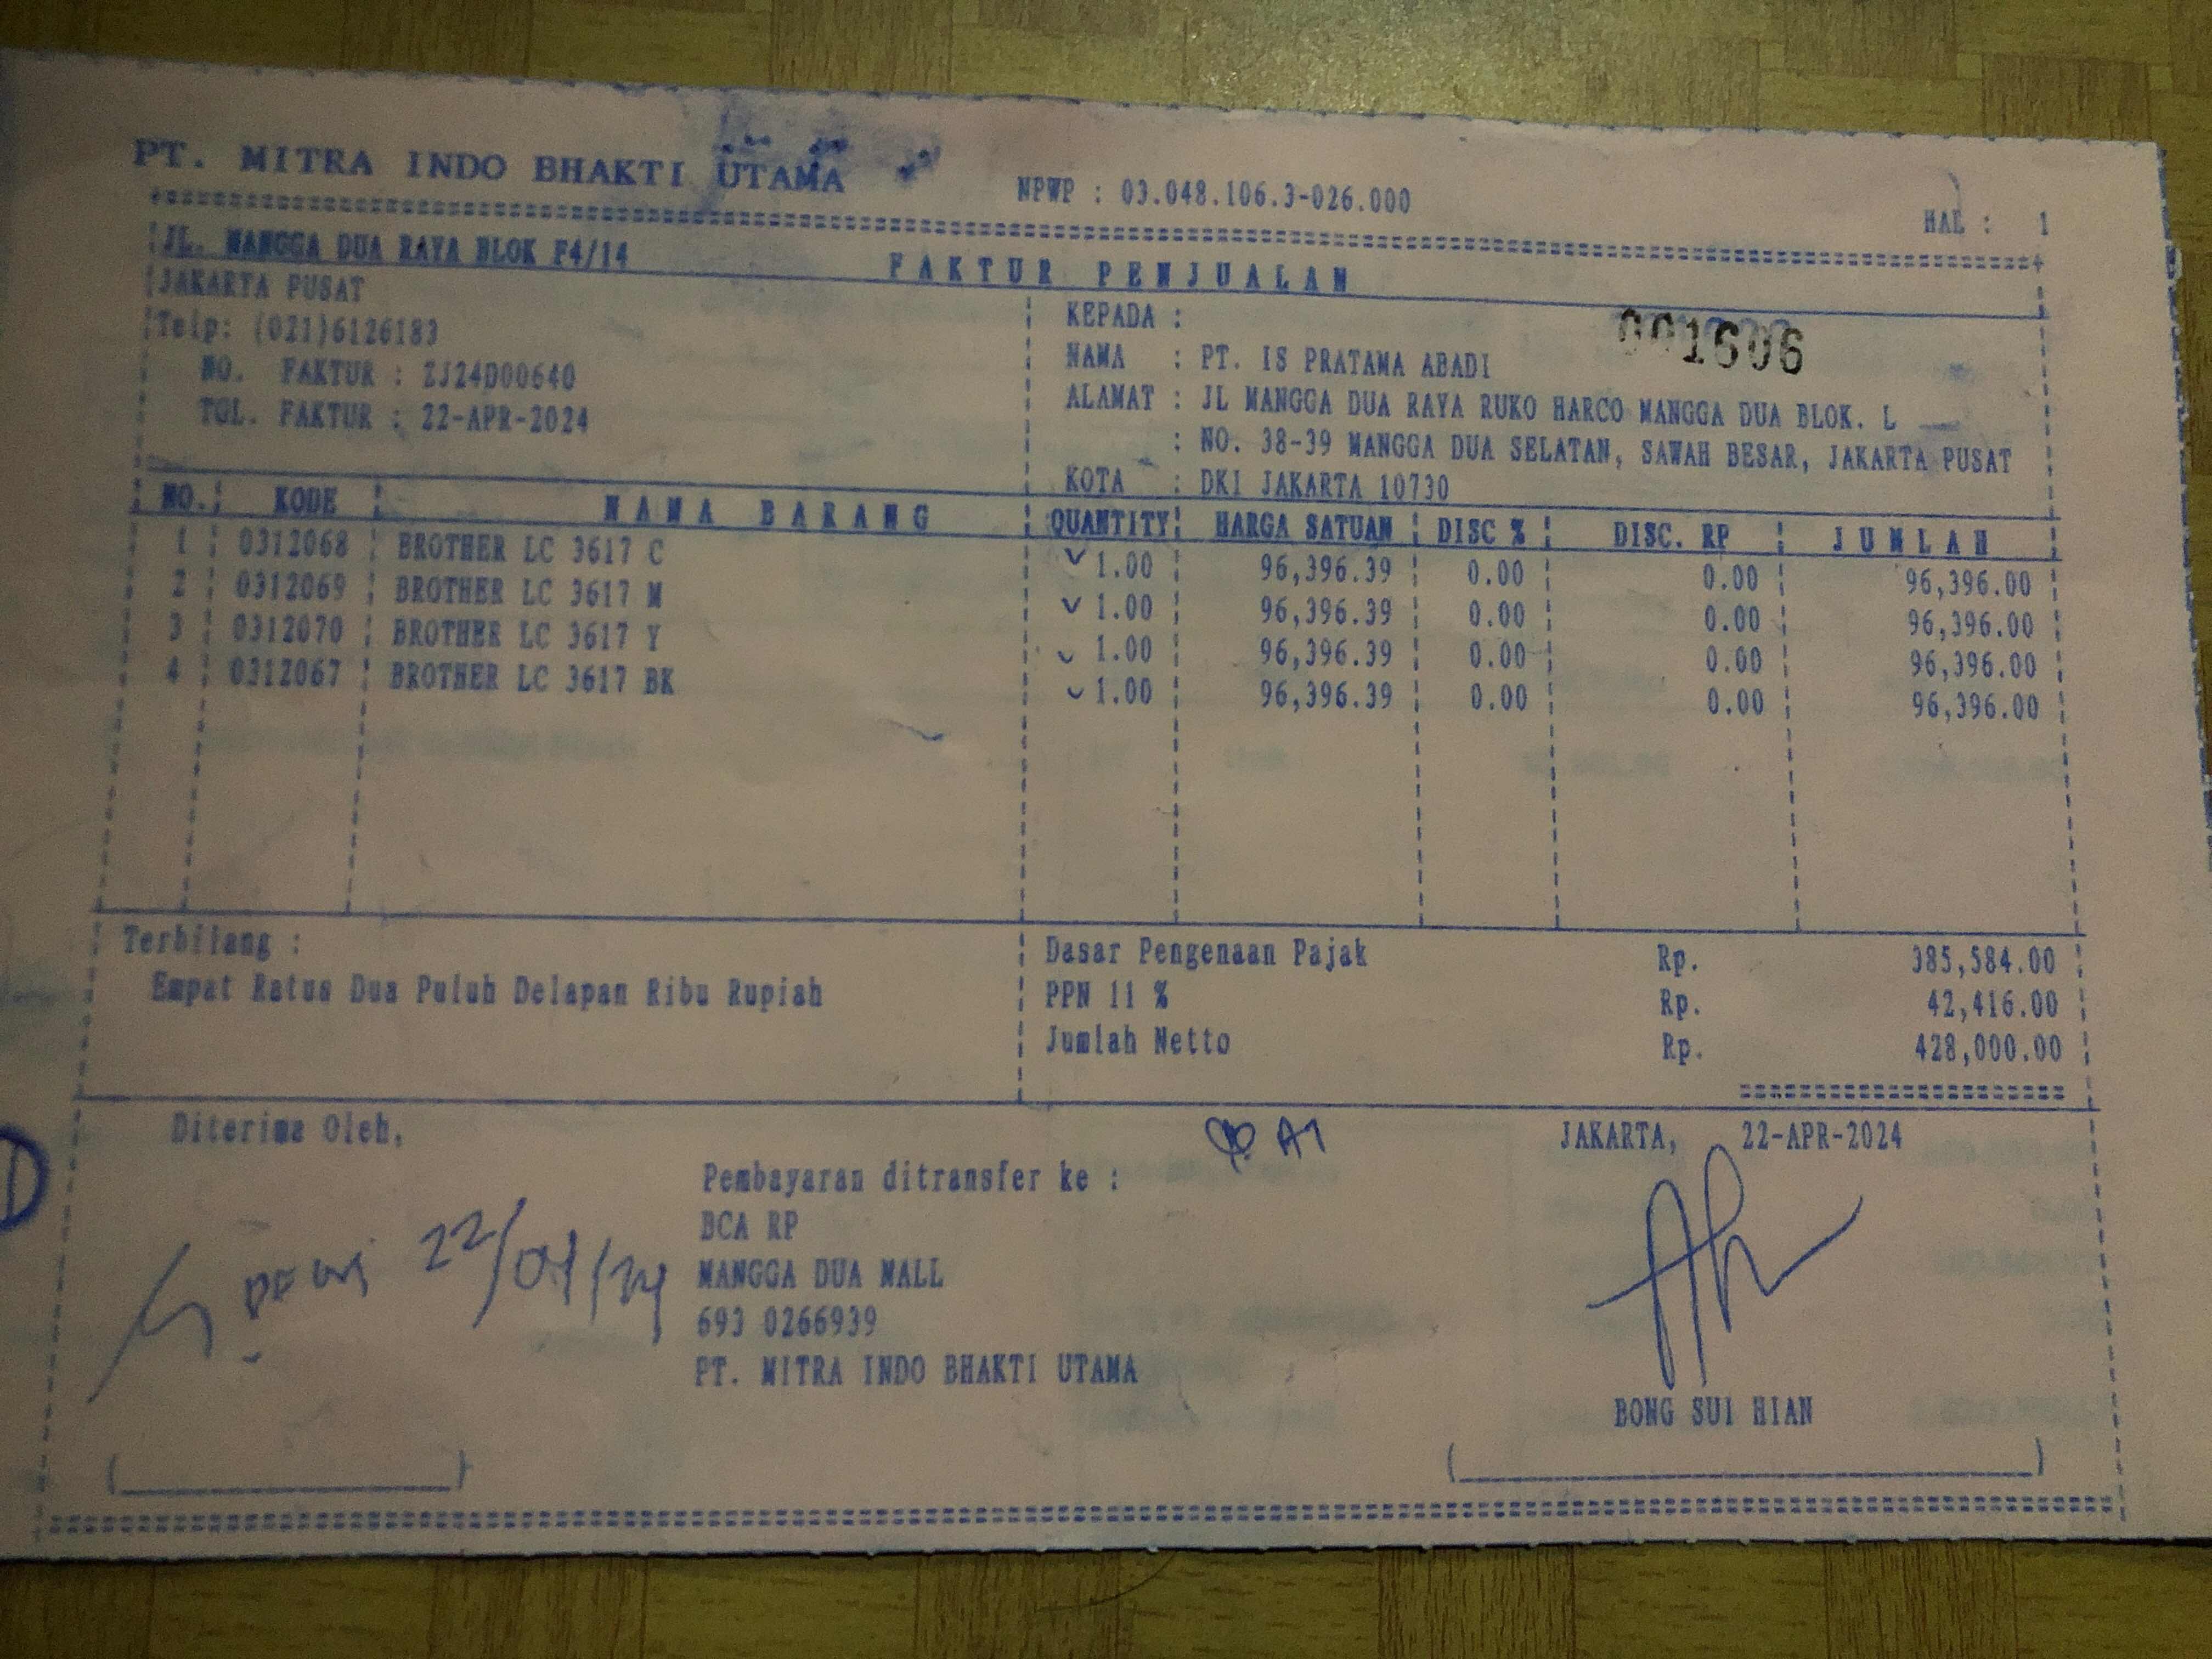 PT. MITRA INDO BHAKTI UTAMA NPWP : 03.048.106.3-026.000 HAL : 1
JL. MANGGA DUA RAYA BLOK F4/14
FAKTUR PENJUALAN
JAKARTA PUSAT
Telp: (021)6126183
NO. FAKTUR : ZJ24D00640
TGL. FAKTUR : 22-APR-2024
KEPADA : 001606
NAMA : PT. IS PRATAMA ABADI
ALAMAT : JL MANGGA DUA RAYA RUKO HARCO MANGGA DUA BLOK. L
: NO. 38-39 MANGGA DUA SELATAN, SAWAH BESAR, JAKARTA PUSAT
KOTA : DKI JAKARTA 10730
NO. KODE NAMA BARANG QUANTITY HARGA SATUAN DISC % DISC. RP JUMLAH
1 0312068 BROTHER LC 3617 C 1.00 96,396.39 0.00 0.00 96,396.00
2 0312069 BROTHER LC 3617 M 1.00 96,396.39 0.00 0.00 96,396.00
3 0312070 BROTHER LC 3617 Y 1.00 96,396.39 0.00 0.00 96,396.00
4 0312067 BROTHER LC 3617 BK 1.00 96,396.39 0.00 0.00 96,396.00
Terbilang :
Empat Ratus Dua Puluh Delapan Ribu Rupiah
Dasar Pengenaan Pajak Rp. 385,584.00
PPN 11 % Rp. 42,416.00
Jumlah Netto Rp. 428,000.00
Diterima Oleh,
22/04/24
Pembayaran ditransfer ke :
BCA RP
MANGGA DUA MALL
693 0266939
PT. MITRA INDO BHAKTI UTAMA
JAKARTA, 22-APR-2024
BONG SUI HIAN